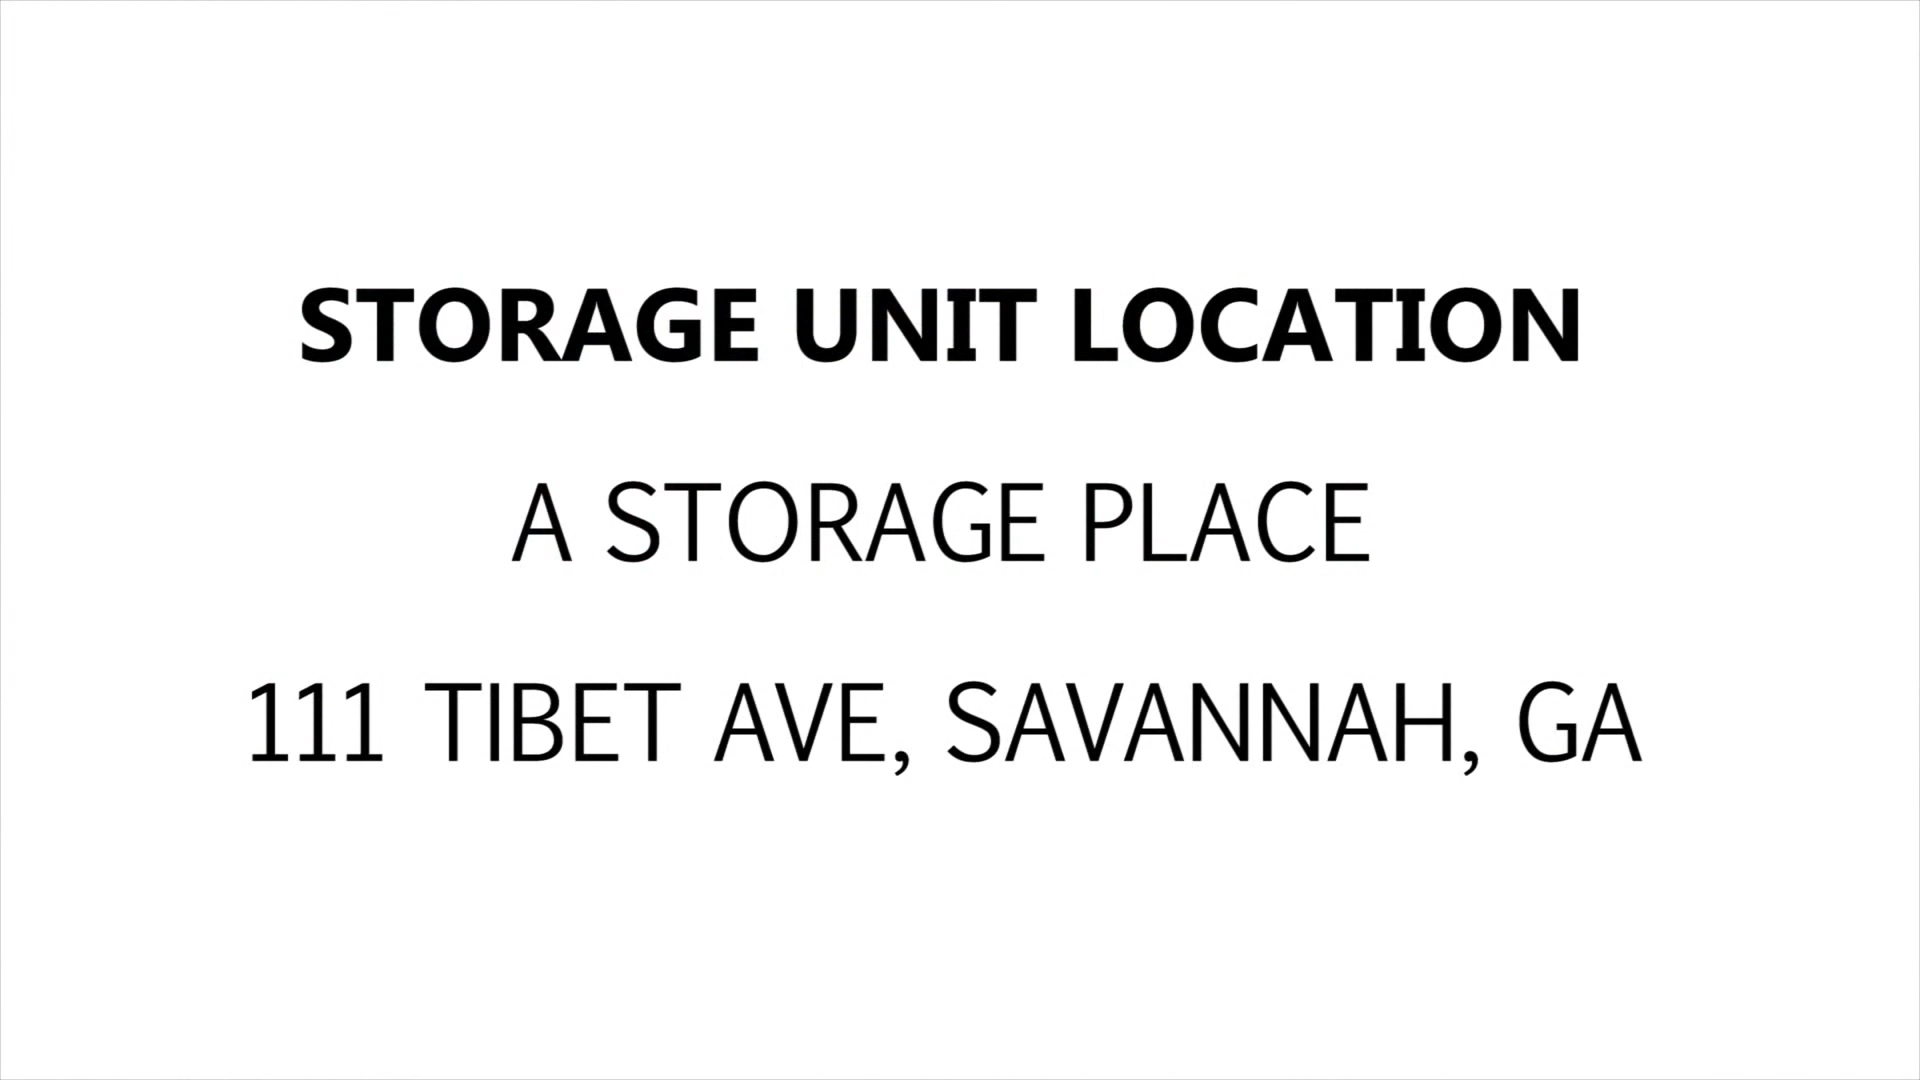 STORAGE UNIT LOCATION
A STORAGE PLACE
111 TIBET AVE, SAVANNAH, GA